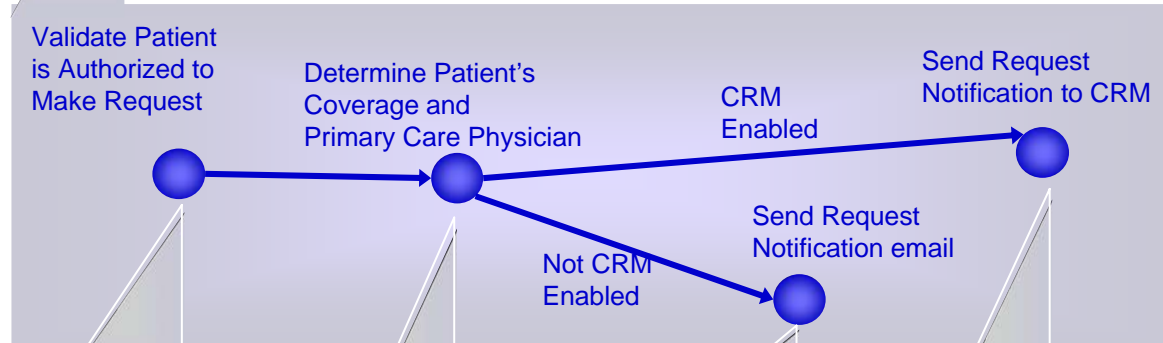 Validate Patient
is Authorized to
Make Request
Determine Patient's
Coverage and
Primary Care Physician
CRM
Enabled
Send Request
Notification to CRM
Not CRM
Enabled
Send Request
Notification email